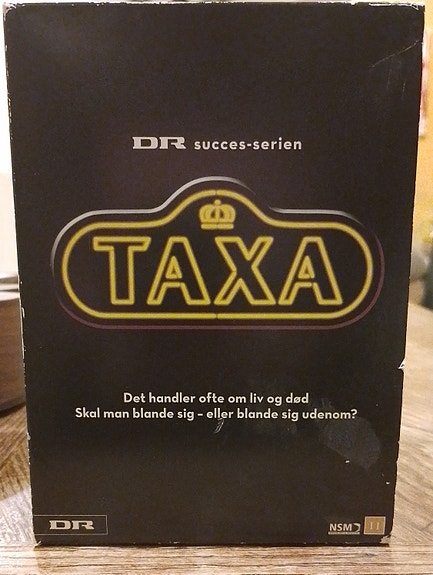 DR succes-serien
TAXA
Det handler ofte om liv og død
Skal man blande sig – eller blande sig udenom?
DR
NSM
11